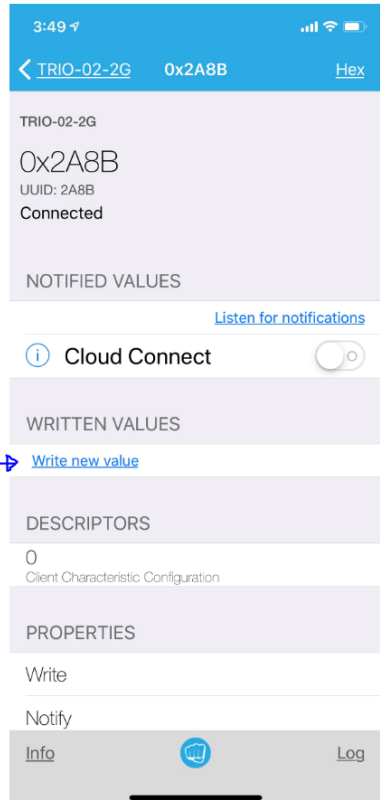 3:49
TRIO-02-2G 0x2A8B Hex
TRIO-02-2G
0x2A8B
UUID: 2A8B
Connected
NOTIFIED VALUES
Listen for notifications
Cloud Connect
WRITTEN VALUES
Write new value
DESCRIPTORS
0
Client Characteristic Configuration
PROPERTIES
Write
Notify
Info Log